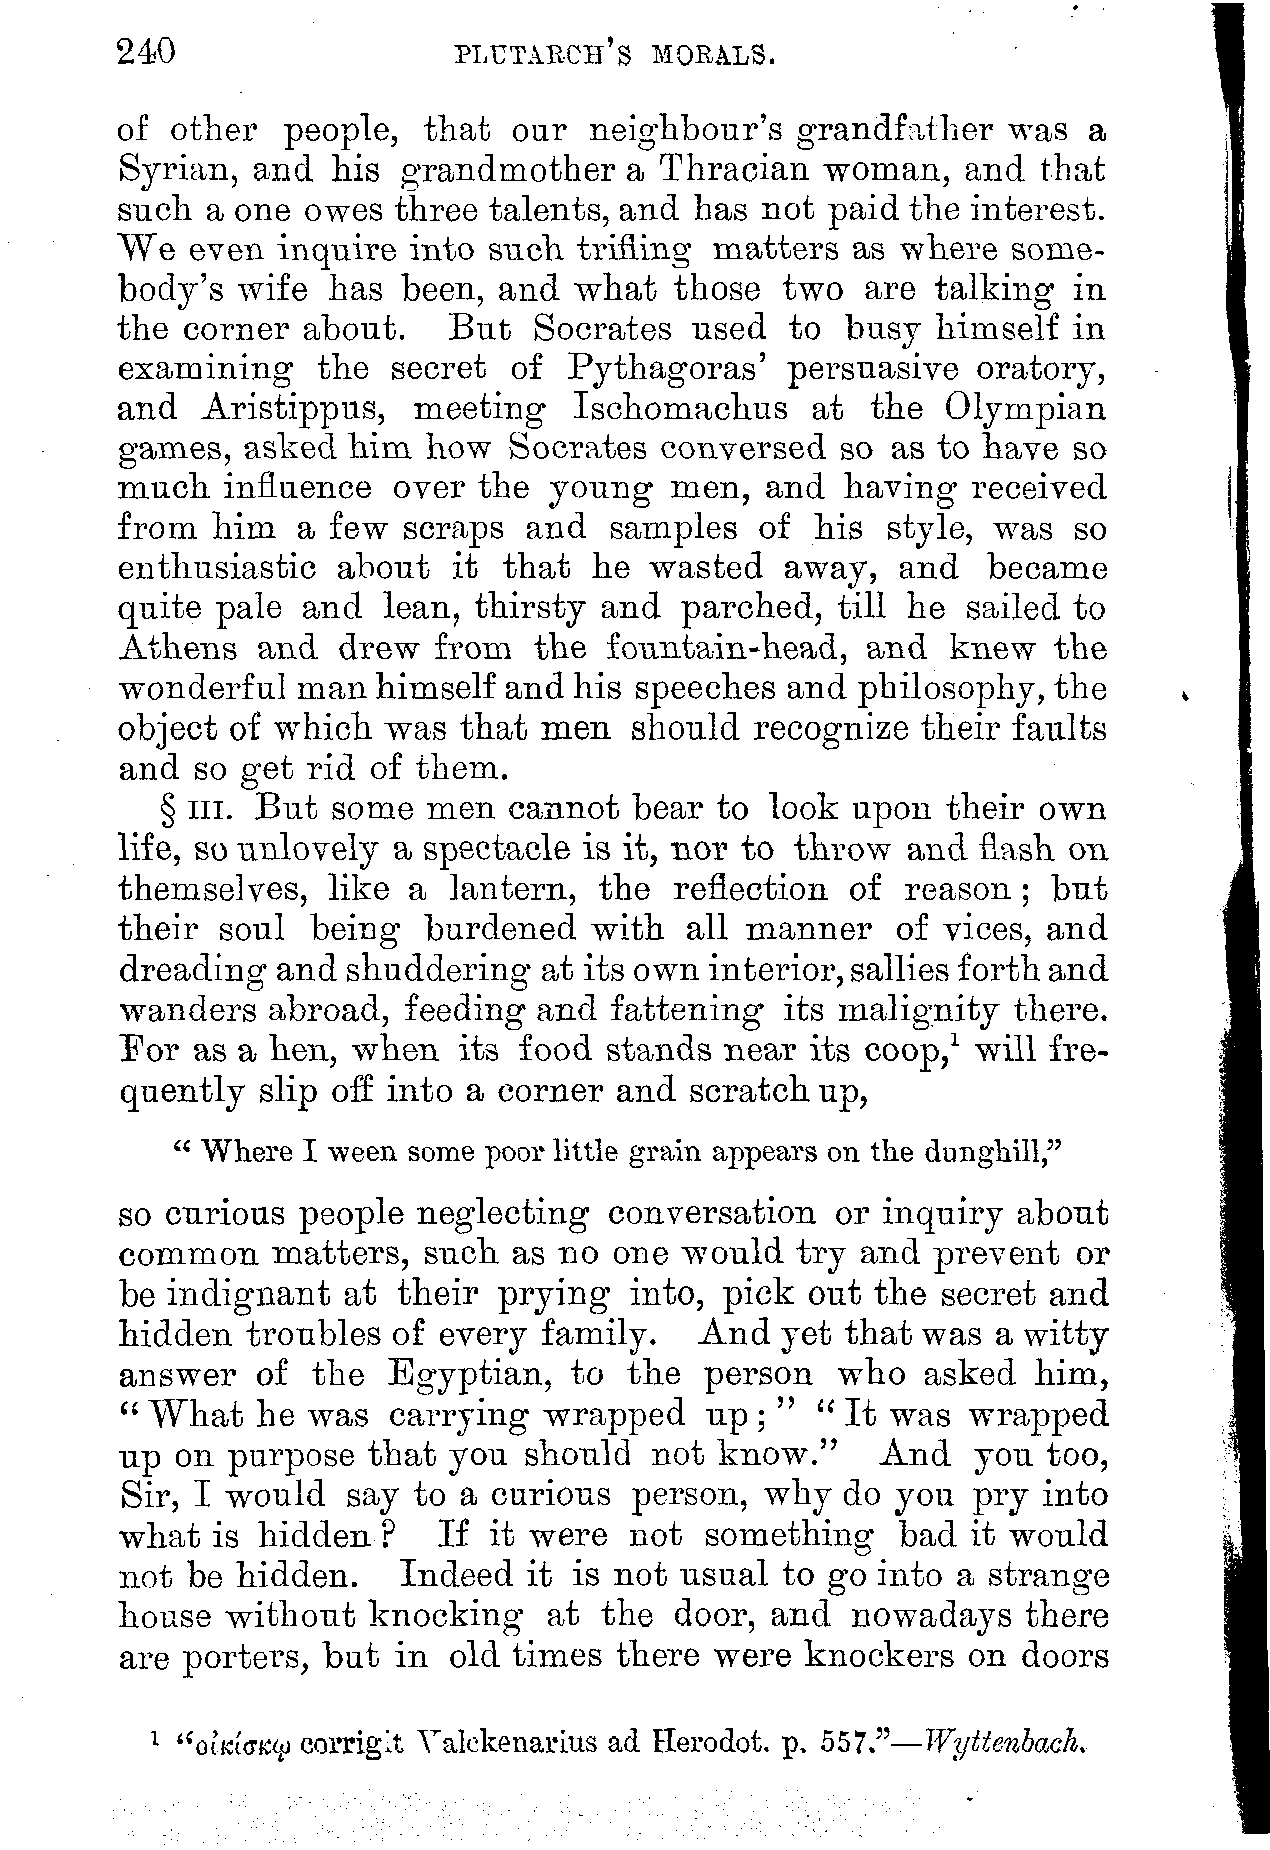 240 PLUTARCH'S MORALS.
of other people, that our neighbour's grandfather was a
Syrian, and his grandmother a Thracian woman, and that
such a one owes three talents, and has not paid the interest.
We even inquire into such trifling matters as where some-
body's wife has been, and what those two are talking in
the corner about. But Socrates used to busy himself in
examining the secret of Pythagoras' persuasive oratory,
and Aristippus, meeting Ischomachus at the Olympian
games, asked him how Socrates conversed so as to have so
much influence over the young men, and having received
from him a few scraps and samples of his style, was so
enthusiastic about it that he wasted away, and became
quite pale and lean, thirsty and parched, till he sailed to
Athens and drew from the fountain-head, and knew the
wonderful man himself and his speeches and philosophy, the
object of which was that men should recognize their faults
and so get rid of them.
§ III. But some men cannot bear to look upon their own
life, so unlovely a spectacle is it, nor to throw and flash on
themselves, like a lantern, the reflection of reason; but
their soul being burdened with all manner of vices, and
dreading and shuddering at its own interior, sallies forth and
wanders abroad, feeding and fattening its malignity there.
For as a hen, when its food stands near its coop,¹ will fre-
quently slip off into a corner and scratch up,
"Where I ween some poor little grain appears on the dunghill,"
so curious people neglecting conversation or inquiry about
common matters, such as no one would try and prevent or
be indignant at their prying into, pick out the secret and
hidden troubles of every family. And yet that was a witty
answer of the Egyptian, to the person who asked him,
"What he was carrying wrapped up;" "It was wrapped
up on purpose that you should not know." And you too,
Sir, I would say to a curious person, why do you pry into
what is hidden? If it were not something bad it would
not be hidden. Indeed it is not usual to go into a strange
house without knocking at the door, and nowadays there
are porters, but in old times there were knockers on doors
¹ "οἰκίσκῳ corrigit Valckenarius ad Herodot. p. 557."—Wyttenbach.